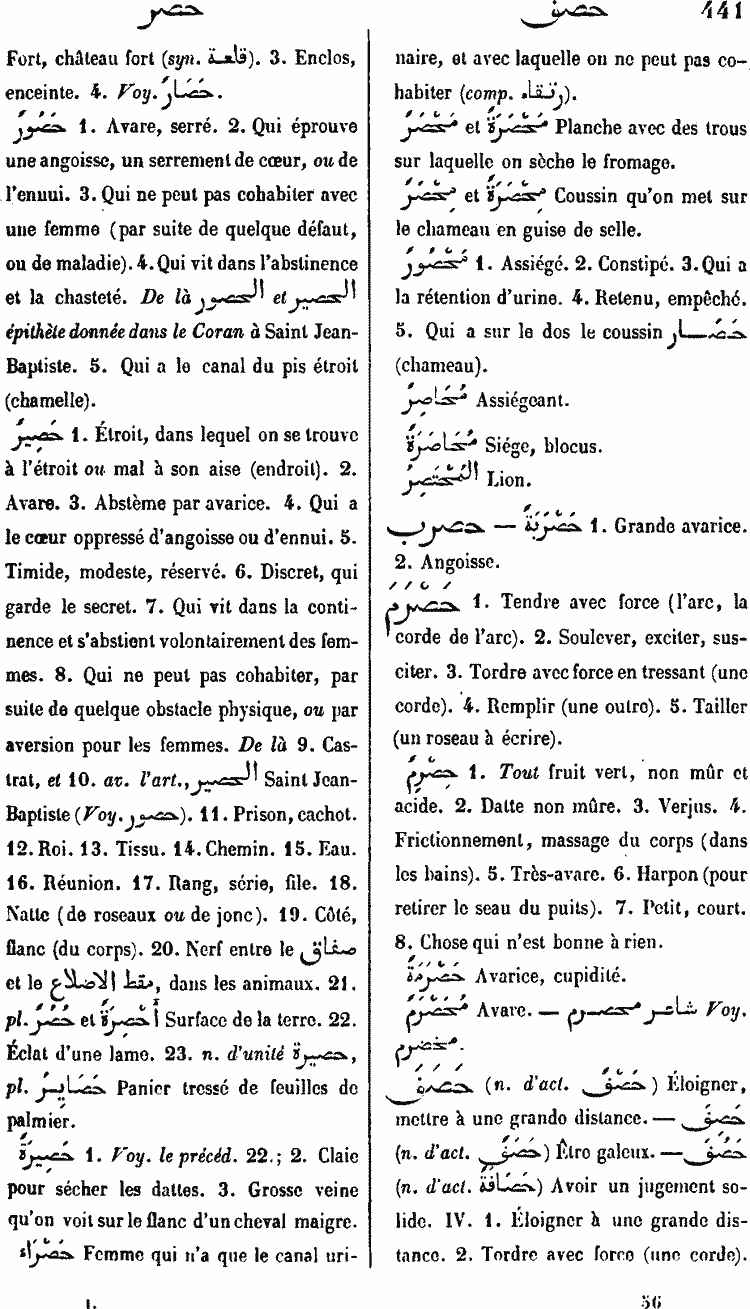 حصر
حصف
441
Fort, château fort (syn. قلعة). 3. Enclos,
enceinte. 4. Voy. حَصَارٌ.
حَصُورٌ 1. Avare, serré. 2. Qui éprouve
une angoisse, un serrement de cœur, ou de
l'ennui. 3. Qui ne peut pas cohabiter avec
une femme (par suite de quelque défaut,
ou de maladie). 4. Qui vit dans l'abstinence
et la chasteté. De là الحصور et الحصير
épithète donnée dans le Coran à Saint Jean-
Baptiste. 5. Qui a le canal du pis étroit
(chamelle).
حَصِيرٌ 1. Étroit, dans lequel on se trouve
à l'étroit ou mal à son aise (endroit). 2.
Avare. 3. Abstème par avarice. 4. Qui a
le cœur oppressé d'angoisse ou d'ennui. 5.
Timide, modeste, réservé. 6. Discret, qui
garde le secret. 7. Qui vit dans la conti-
nence et s'abstient volontairement des fem-
mes. 8. Qui ne peut cohabiter, par
suite de quelque obstacle physique, ou par
aversion pour les femmes. De là 9. Cas-
trat, et 10. av. l'art., الحصير Saint Jean-
Baptiste (Voy. حصور). 11. Prison, cachot.
12. Roi. 13. Tissu. 14. Chemin. 15. Eau.
16. Réunion. 17. Rang, série, file. 18.
Natte (de roseaux ou de jonc). 19. Côté,
flanc (du corps). 20. Nerf entre le صفاق
et le مقط الاضلاع, dans les animaux. 21.
pl. حُصُرٌ et أَحْصِرَةٌ Surface de la terre. 22.
Éclat d'une lame. 23. n. d'unité حصيرة,
pl. حَصَايِرُ Panier tressé de feuilles de
palmier.
حَصِيرَةٌ 1. Voy. le précéd. 22.; 2. Claie
pour sécher les dattes. 3. Grosse veine
qu'on voit sur le flanc d'un cheval maigre.
حَصْرَاء Femme qui n'a que le canal uri-
I.
naire, et avec laquelle on ne peut pas co-
habiter (comp. رتقاء).
مَحْصَرٌ et مَحْصَرَةٌ Planche avec des trous
sur laquelle on sèche le fromage.
مِحْصَرٌ et مِحْصَرَةٌ Coussin qu'on met sur
le chameau en guise de selle.
مَحْصُورٌ 1. Assiégé. 2. Constipé. 3. Qui a
la rétention d'urine. 4. Retenu, empêché.
5. Qui a sur le dos le coussin حصار
(chameau).
مُحَاصِرٌ Assiégeant.
مُحَاصَرَةٌ Siége, blocus.
المُحْتَصِرُ Lion.
حصرب — حَصْرَبَةٌ 1. Grande avarice.
2. Angoisse.
حَصْرَمَ 1. Tendre avec force (l'arc, la
corde de l'arc). 2. Soulever, exciter, sus-
citer. 3. Tordre avec force en tressant (une
corde). 4. Remplir (une outre). 5. Tailler
(un roseau à écrire).
حِصْرِمٌ 1. Tout fruit vert, non mûr et
acide. 2. Datte non mûre. 3. Verjus. 4.
Frictionnement, massage du corps (dans
les bains). 5. Très-avare. 6. Harpon (pour
retirer le seau du puits). 7. Petit, court.
8. Chose qui n'est bonne à rien.
حَصْرَمَةٌ Avarice, cupidité.
مُحَصْرَمٌ Avare. — شاعر محصرم Voy.
مخضرم.
حَصَفَ (n. d'act. حَصْفٌ) Éloigner,
mettre à une grande distance. — حَصِفَ
(n. d'act. حَصَفٌ) Être galeux. — حَصُفَ
(n. d'act. حَصَافَةٌ) Avoir un jugement so-
lide. IV. 1. Éloigner à une grande dis-
tance. 2. Tordre avec force (une corde).
56